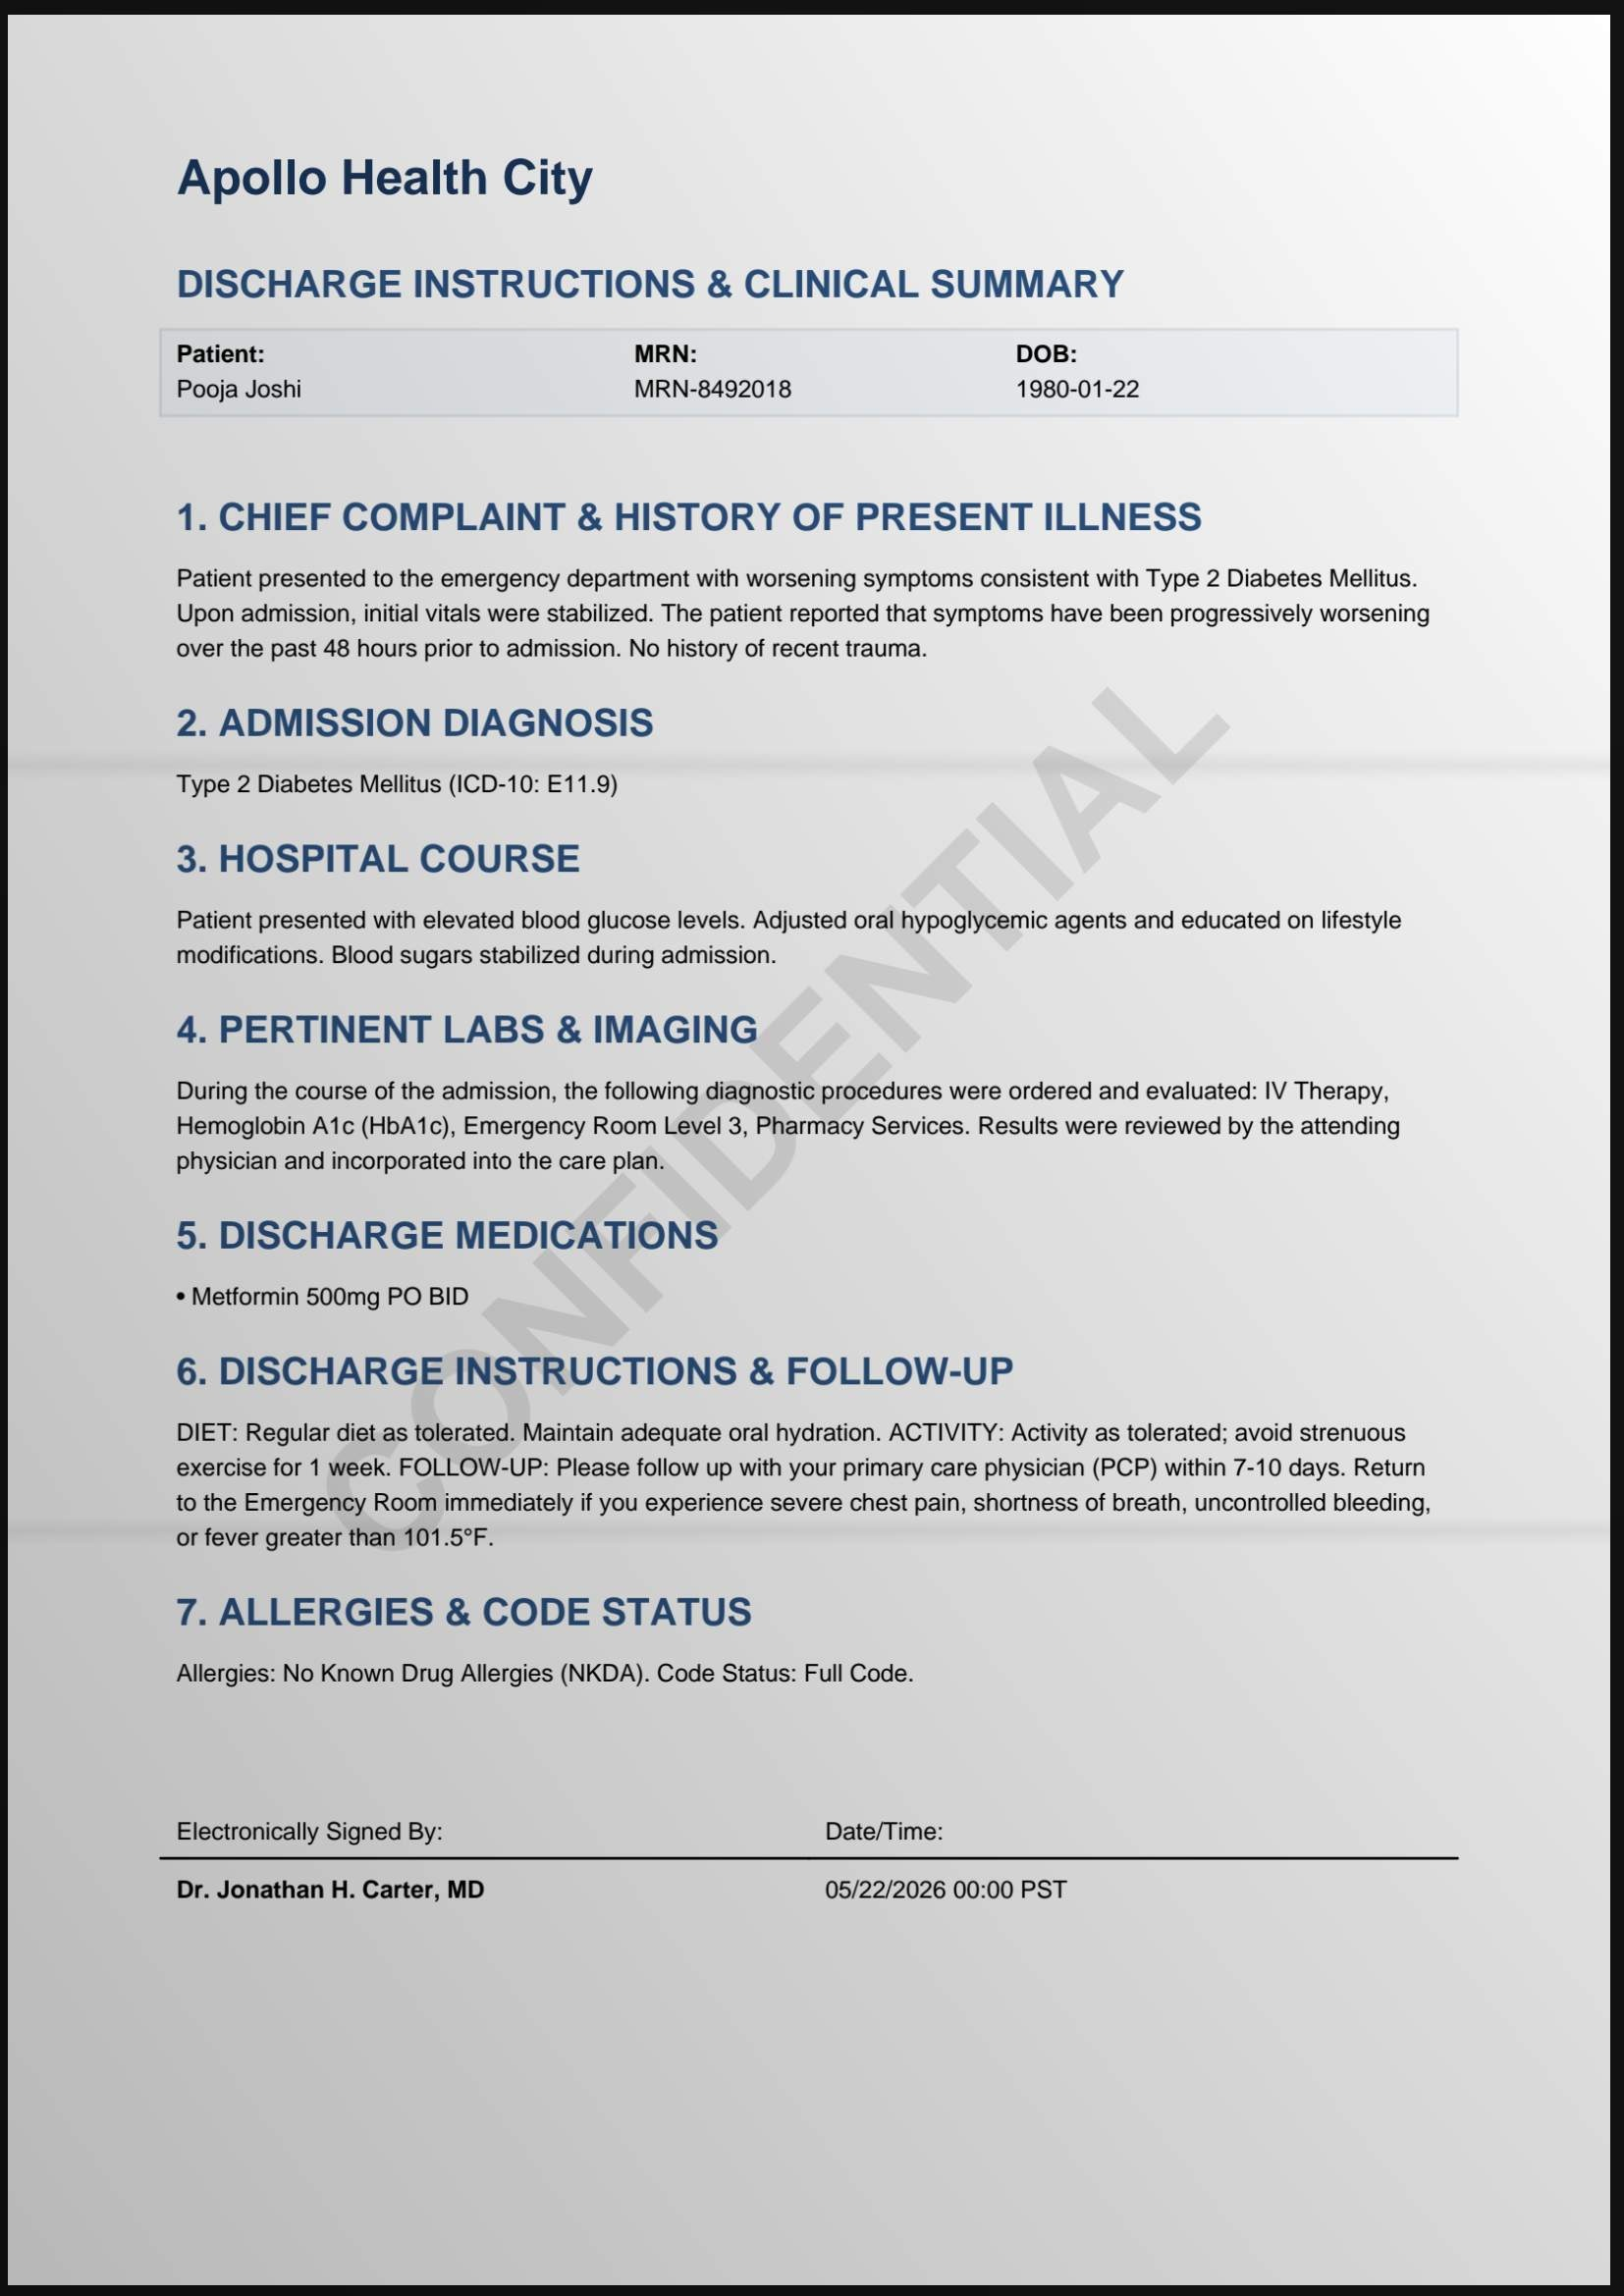 Apollo Health City
DISCHARGE INSTRUCTIONS & CLINICAL SUMMARY
Patient: MRN: DOB:
Pooja Joshi MRN-8492018 1980-01-22
1. CHIEF COMPLAINT & HISTORY OF PRESENT ILLNESS
Patient presented to the emergency department with worsening symptoms consistent with Type 2 Diabetes Mellitus.
Upon admission, initial vitals were stabilized. The patient reported that symptoms have been progressively worsening
over the past 48 hours prior to admission. No history of recent trauma.
2. ADMISSION DIAGNOSIS
Type 2 Diabetes Mellitus (ICD-10: E11.9)
3. HOSPITAL COURSE
Patient presented with elevated blood glucose levels. Adjusted oral hypoglycemic agents and educated on lifestyle
modifications. Blood sugars stabilized during admission.
4. PERTINENT LABS & IMAGING
During the course of the admission, the following diagnostic procedures were ordered and evaluated: IV Therapy,
Hemoglobin A1c (HbA1c), Emergency Room Level 3, Pharmacy Services. Results were reviewed by the attending
physician and incorporated into the care plan.
5. DISCHARGE MEDICATIONS
• Metformin 500mg PO BID
6. DISCHARGE INSTRUCTIONS & FOLLOW-UP
DIET: Regular diet as tolerated. Maintain adequate oral hydration. ACTIVITY: Activity as tolerated; avoid strenuous
exercise for 1 week. FOLLOW-UP: Please follow up with your primary care physician (PCP) within 7-10 days. Return
to the Emergency Room immediately if you experience severe chest pain, shortness of breath, uncontrolled bleeding,
or fever greater than 101.5°F.
7. ALLERGIES & CODE STATUS
Allergies: No Known Drug Allergies (NKDA). Code Status: Full Code.
Electronically Signed By: Date/Time:
Dr. Jonathan H. Carter, MD 05/22/2026 00:00 PST
CONFIDENTIAL